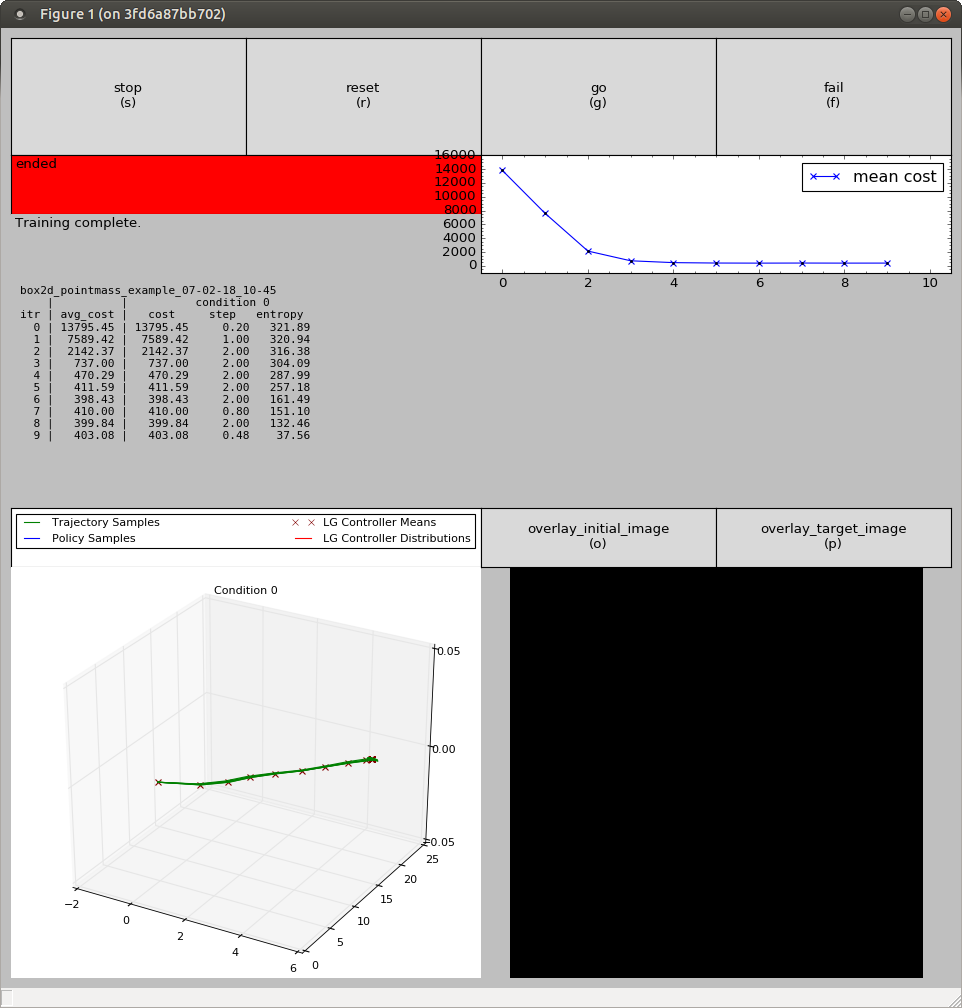 Figure 1 (on 3fd6a87bb702)
stop
(s)
reset
(r)
go
(g)
fail
(f)
ended
Training complete.
16000
14000
12000
10000
8000
6000
4000
2000
0
mean cost
0 2 4 6 8 10
box2d_pointmass_example_07-02-18_10-45
| | condition 0
itr | avg_cost | cost step entropy
0 | 13795.45 | 13795.45 0.20 321.89
1 | 7589.42 | 7589.42 1.00 320.94
2 | 2142.37 | 2142.37 2.00 316.38
3 | 737.00 | 737.00 2.00 304.09
4 | 470.29 | 470.29 2.00 287.99
5 | 411.59 | 411.59 2.00 257.18
6 | 398.43 | 398.43 2.00 161.49
7 | 410.00 | 410.00 0.80 151.10
8 | 399.84 | 399.84 2.00 132.46
9 | 403.08 | 403.08 0.48 37.56
Trajectory Samples
Policy Samples
LG Controller Means
LG Controller Distributions
overlay_initial_image
(o)
overlay_target_image
(p)
Condition 0
0.05
0.00
−0.05
25
20
15
10
5
0
−2
0
2
4
6